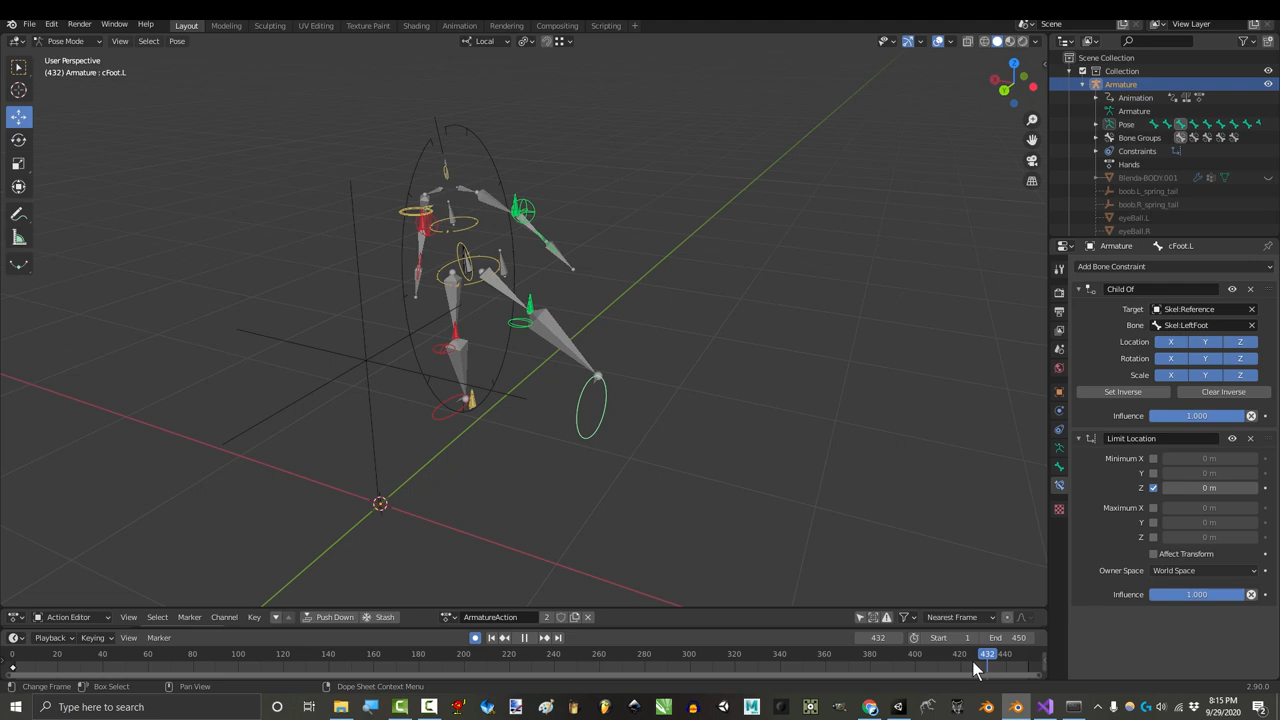 File Edit Render Window Help Layout Modeling Sculpting UV Editing Texture Paint Shading Animation Rendering Compositing Scripting + Scene View Layer
Pose Mode View Select Pose Local
User Perspective
(432) Armature : cFoot.L
Z
Y
Scene Collection
Collection
Armature
Animation
Armature
Pose
Bone Groups
Constraints
Hands
Blenda-BODY.001
boob.L_spring_tail
boob.R_spring_tail
eyeBall.L
eyeBall.R
Armature cFoot.L
Add Bone Constraint
Child Of
Target Skel:Reference
Bone Skel:LeftFoot
Location X Y Z
Rotation X Y Z
Scale X Y Z
Set Inverse Clear Inverse
Influence 1.000
Limit Location
Minimum X 0 m
Y 0 m
Z 0 m
Maximum X 0 m
Y 0 m
Z 0 m
Affect Transform
Owner Space World Space
Influence 1.000
Action Editor View Select Marker Channel Key Push Down Stash ArmatureAction 2 Nearest Frame
Playback Keying View Marker 432 Start 1 End 450
0 20 40 60 80 100 120 140 160 180 200 220 240 260 280 300 320 340 360 380 400 420 432 440
Change Frame Box Select Pan View Dope Sheet Context Menu 2.90.0
Type here to search
8:15 PM
9/29/2020